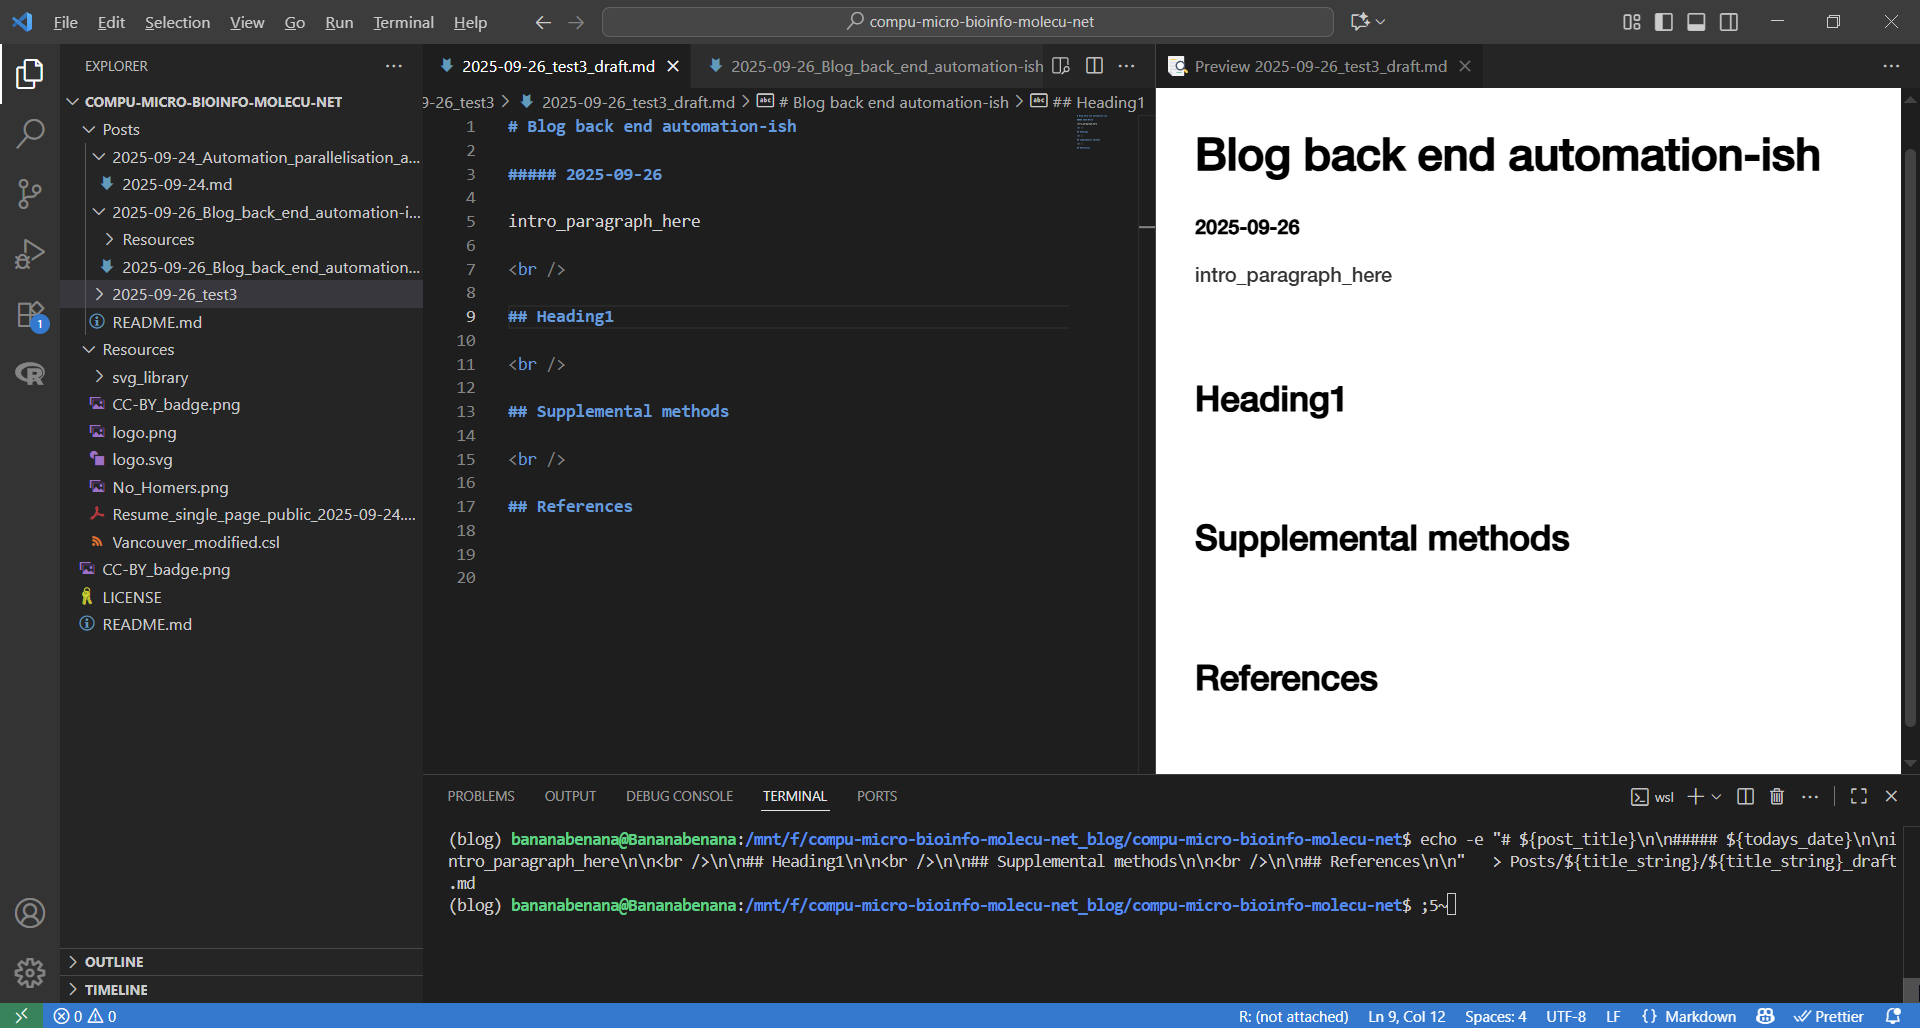 File Edit Selection View Go Run Terminal Help
compu-micro-bioinfo-molecu-net
EXPLORER
COMPU-MICRO-BIOINFO-MOLECU-NET
Posts
2025-09-24_Automation_parallelisation_a...
2025-09-24.md
2025-09-26_Blog_back_end_automation-i...
Resources
2025-09-26_Blog_back_end_automation...
2025-09-26_test3
README.md
Resources
svg_library
CC-BY_badge.png
logo.png
logo.svg
No_Homers.png
Resume_single_page_public_2025-09-24....
Vancouver_modified.csl
CC-BY_badge.png
LICENSE
README.md
OUTLINE
TIMELINE
1
2025-09-26_test3_draft.md
2025-09-26_Blog_back_end_automation-ish
9-26_test3 > 2025-09-26_test3_draft.md > # Blog back end automation-ish > ## Heading1
1 # Blog back end automation-ish
2
3 ##### 2025-09-26
4
5 intro_paragraph_here
6
7 <br />
8
9 ## Heading1
10
11 <br />
12
13 ## Supplemental methods
14
15 <br />
16
17 ## References
18
19
20
Preview 2025-09-26_test3_draft.md
Blog back end automation-ish
2025-09-26
intro_paragraph_here
Heading1
Supplemental methods
References
PROBLEMS OUTPUT DEBUG CONSOLE TERMINAL PORTS
wsl
(blog) bananabenana@Bananabenana:/mnt/f/compu-micro-bioinfo-molecu-net_blog/compu-micro-bioinfo-molecu-net$ echo -e "# ${post_title}\n\n##### ${todays_date}\n\ni
ntro_paragraph_here\n\n<br />\n\n## Heading1\n\n<br />\n\n## Supplemental methods\n\n<br />\n\n## References\n\n" > Posts/${title_string}/${title_string}_draft
.md
(blog) bananabenana@Bananabenana:/mnt/f/compu-micro-bioinfo-molecu-net_blog/compu-micro-bioinfo-molecu-net$ ;5~
0 0
R: (not attached) Ln 9, Col 12 Spaces: 4 UTF-8 LF {} Markdown Prettier